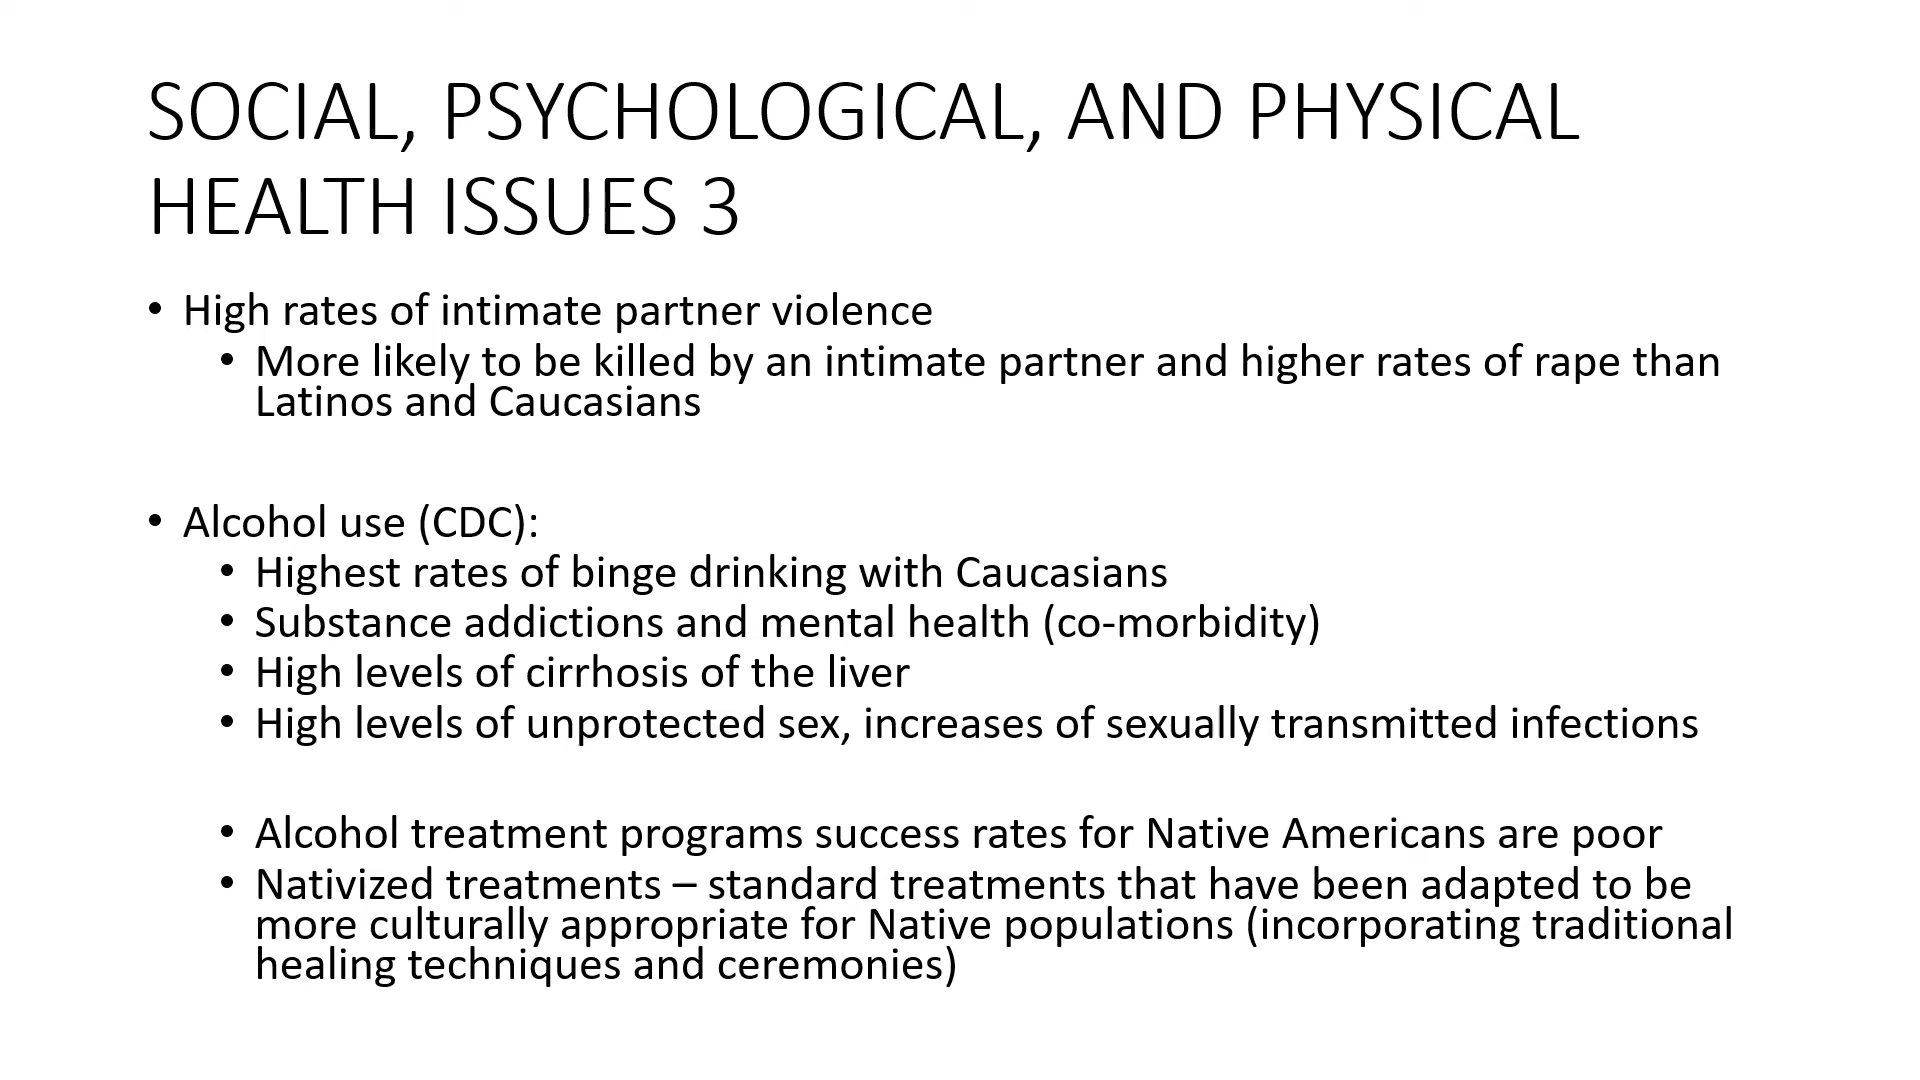 SOCIAL, PSYCHOLOGICAL, AND PHYSICAL
HEALTH ISSUES 3
• High rates of intimate partner violence
• More likely to be killed by an intimate partner and higher rates of rape than
Latinos and Caucasians
• Alcohol use (CDC):
• Highest rates of binge drinking with Caucasians
• Substance addictions and mental health (co-morbidity)
• High levels of cirrhosis of the liver
• High levels of unprotected sex, increases of sexually transmitted infections
• Alcohol treatment programs success rates for Native Americans are poor
• Nativized treatments – standard treatments that have been adapted to be
more culturally appropriate for Native populations (incorporating traditional
healing techniques and ceremonies)